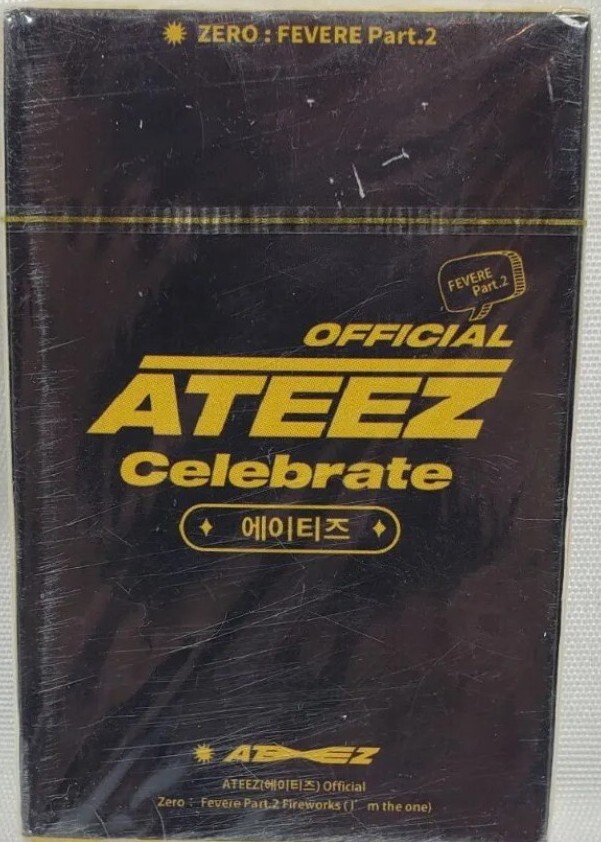 ZERO : FEVERE Part.2
FEVERE
Part.2
OFFICIAL
ATEEZ
Celebrate
에이티즈
ATEEZ
ATEEZ(에이티즈) Official
Zero : Fevere Part.2 Fireworks (I' m the one)